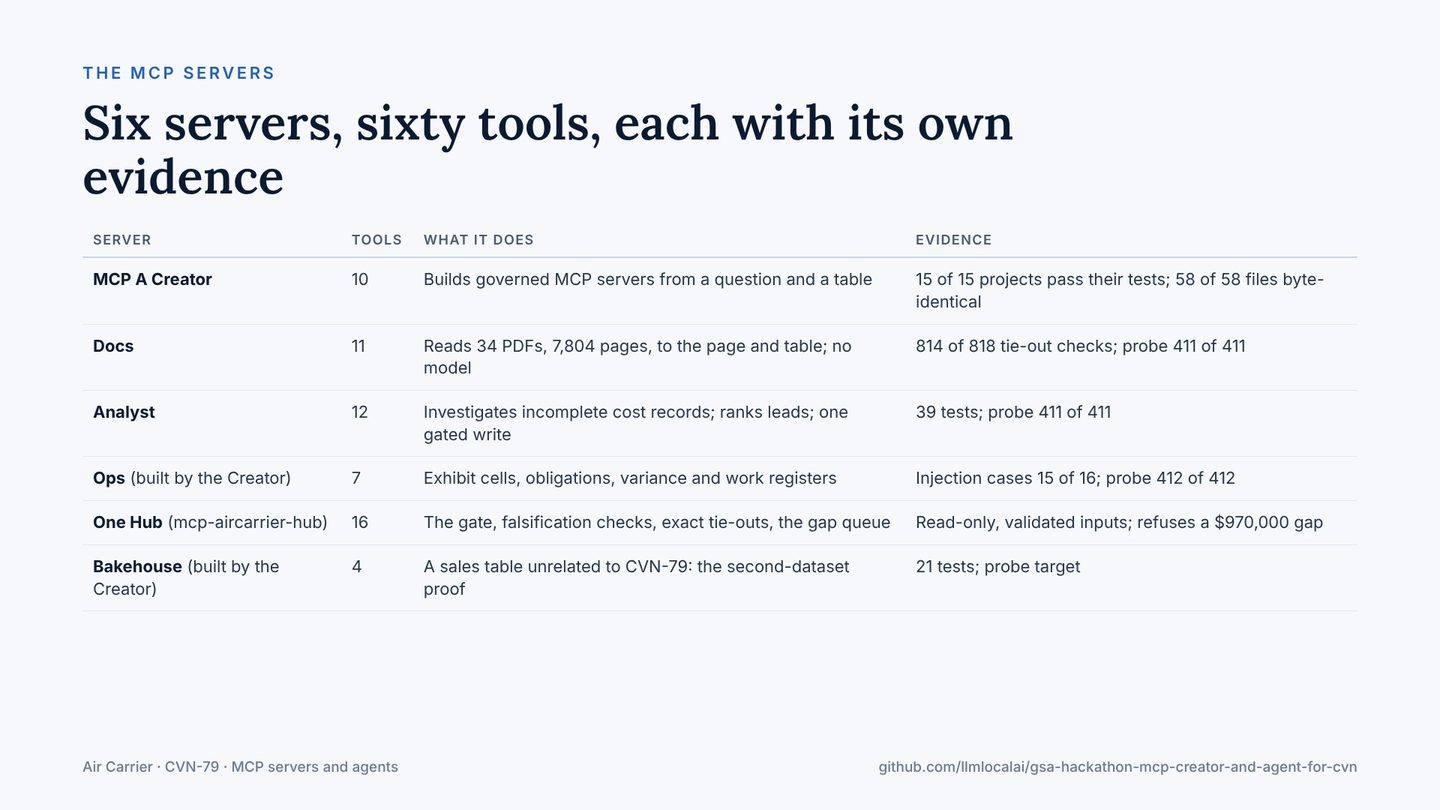 THE MCP SERVERS
Six servers, sixty tools, each with its own
evidence
SERVER TOOLS WHAT IT DOES EVIDENCE
MCP A Creator 10 Builds governed MCP servers from a question and a table 15 of 15 projects pass their tests; 58 of 58 files byte-
identical
Docs 11 Reads 34 PDFs, 7,804 pages, to the page and table; no 814 of 818 tie-out checks; probe 411 of 411
model
Analyst 12 Investigates incomplete cost records; ranks leads; one 39 tests; probe 411 of 411
gated write
Ops (built by the Creator) 7 Exhibit cells, obligations, variance and work registers Injection cases 15 of 16; probe 412 of 412
One Hub (mcp-aircarrier-hub) 16 The gate, falsification checks, exact tie-outs, the gap queue Read-only, validated inputs; refuses a $970,000 gap
Bakehouse (built by the 4 A sales table unrelated to CVN-79: the second-dataset 21 tests; probe target
Creator) proof
Air Carrier · CVN-79 · MCP servers and agents github.com/llmlocalai/gsa-hackathon-mcp-creator-and-agent-for-cvn